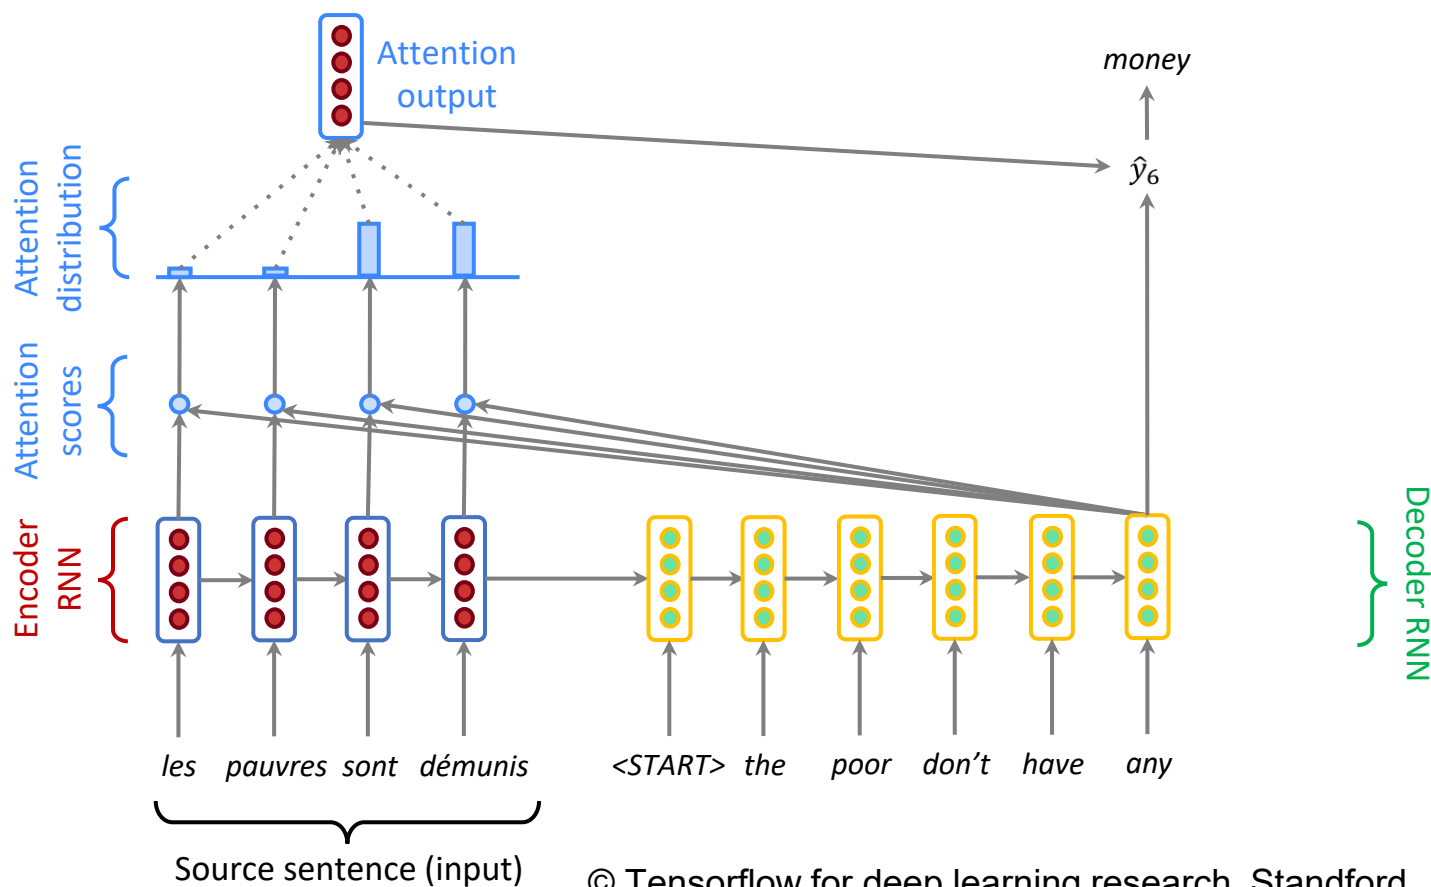 Attention
output
money
ŷ6
Attention
distribution
Attention
scores
Encoder
RNN
Decoder RNN
les pauvres sont démunis <START> the poor don't have any
Source sentence (input)
© Tensorflow for deep learning research. Standford